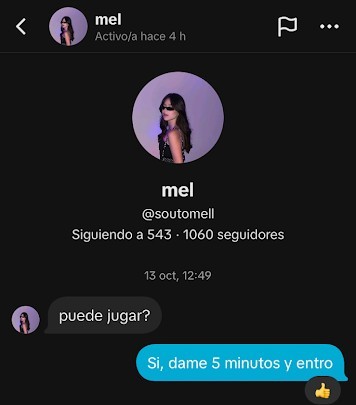 mel
Activo/a hace 4 h
mel
@soutomell
Siguiendo a 543 · 1060 seguidores
13 oct, 12:49
puede jugar?
Si, dame 5 minutos y entro